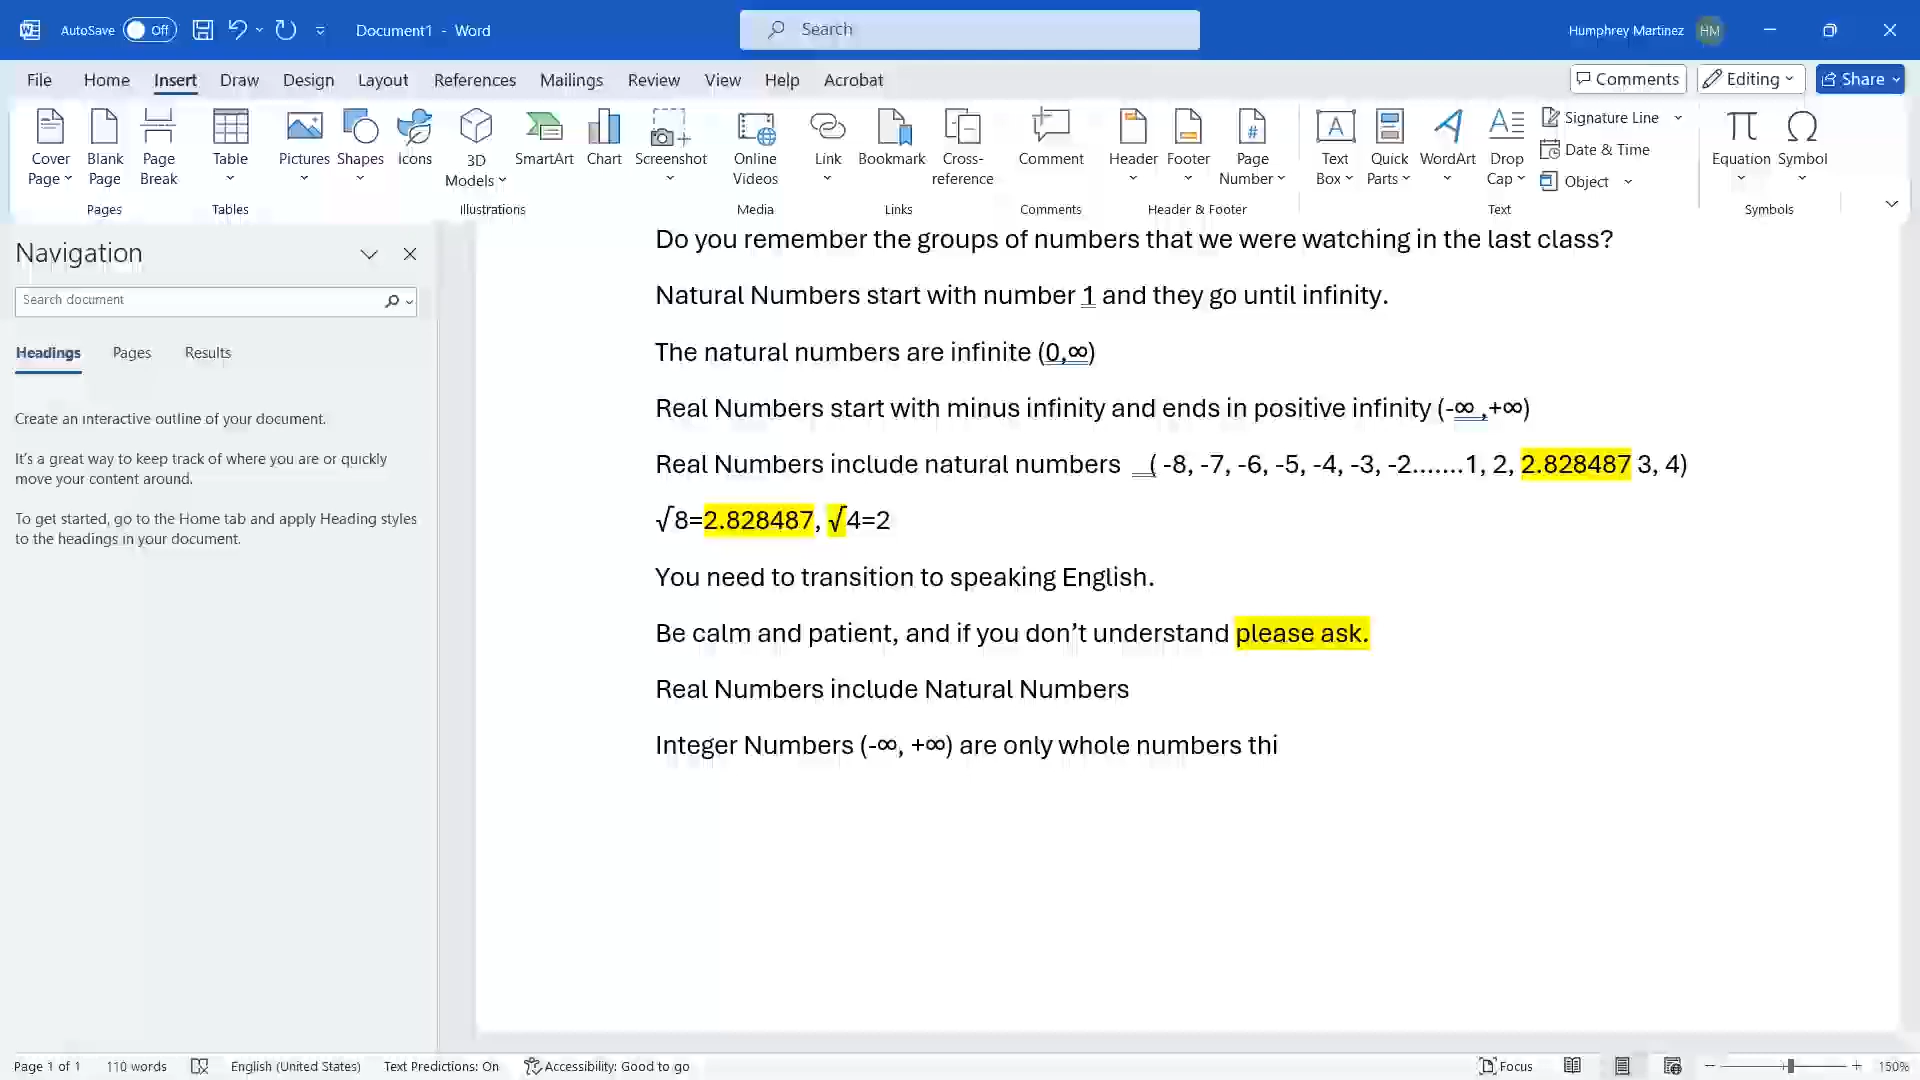 AutoSave Off Document1 - Word Search Humphrey Martinez HM
File Home Insert Draw Design Layout References Mailings Review View Help Acrobat Comments Editing Share
Cover Page Blank Page Page Break Table Pictures Shapes Icons 3D Models SmartArt Chart Screenshot Online Videos Link Bookmark Cross-reference Comment Header Footer Page Number Text Box Quick Parts WordArt Drop Cap Signature Line Date & Time Object Equation Symbol
Pages Tables Illustrations Media Links Comments Header & Footer Text Symbols
Navigation
Search document
Headings Pages Results
Create an interactive outline of your document.
It's a great way to keep track of where you are or quickly
move your content around.
To get started, go to the Home tab and apply Heading styles
to the headings in your document.
Do you remember the groups of numbers that we were watching in the last class?
Natural Numbers start with number 1 and they go until infinity.
The natural numbers are infinite (0,∞)
Real Numbers start with minus infinity and ends in positive infinity (-∞ ,+∞)
Real Numbers include natural numbers ( -8, -7, -6, -5, -4, -3, -2.......1, 2, 2.828487 3, 4)
√8=2.828487, √4=2
You need to transition to speaking English.
Be calm and patient, and if you don’t understand please ask.
Real Numbers include Natural Numbers
Integer Numbers (-∞, +∞) are only whole numbers thi
Page 1 of 1 110 words English (United States) Text Predictions: On Accessibility: Good to go Focus 150%